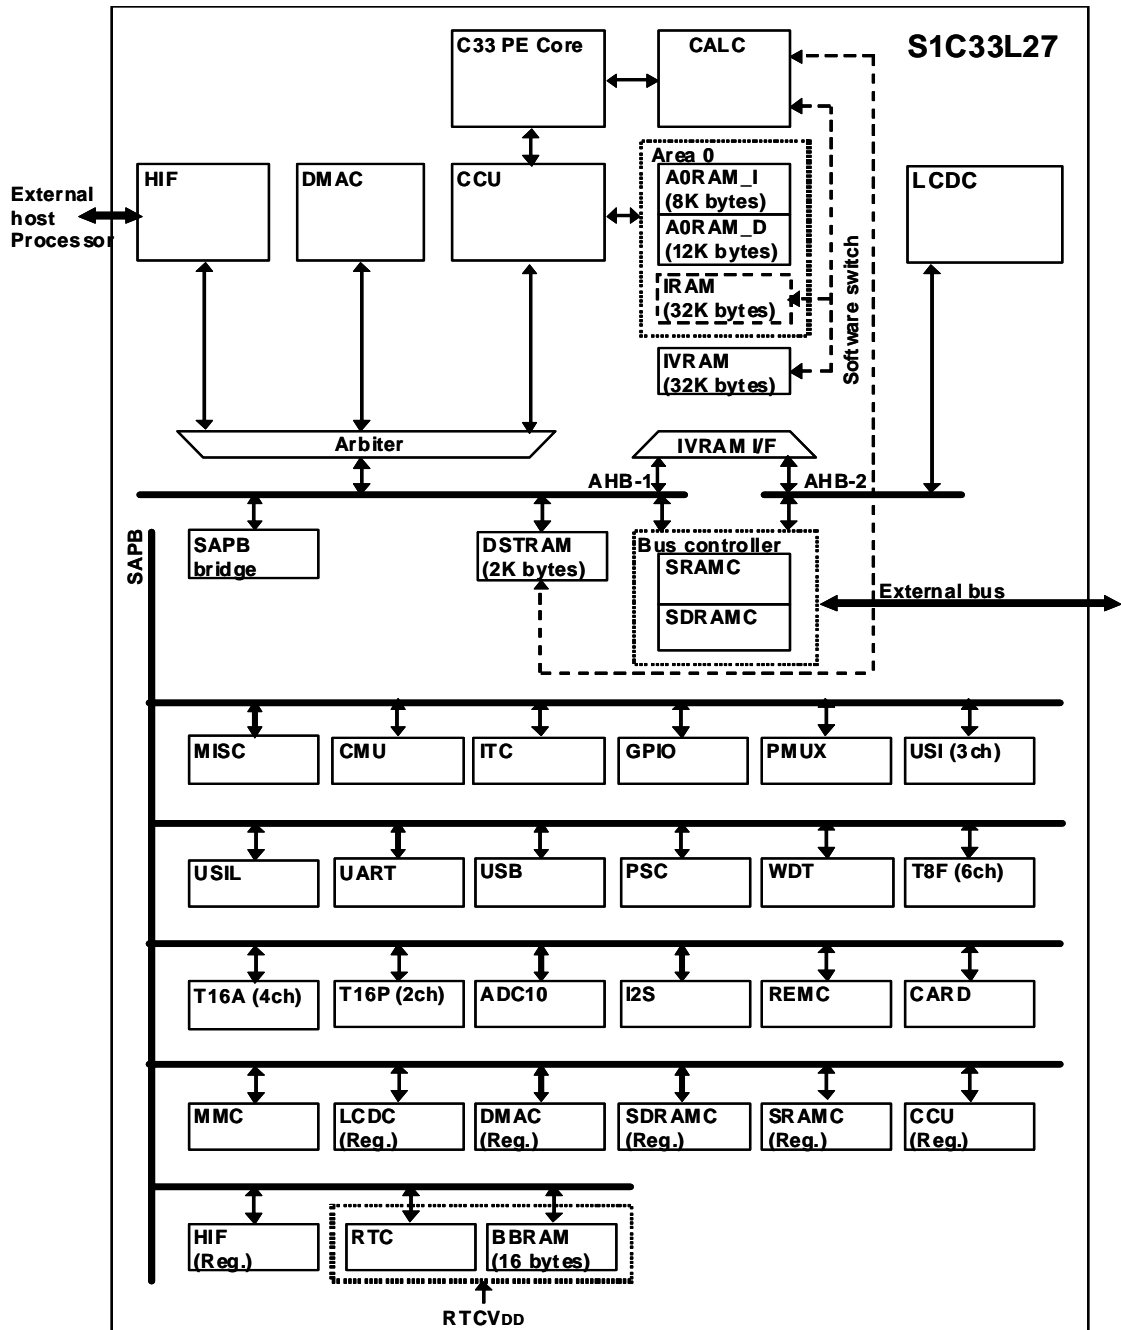 S1C33L27
C33 PE Core
CALC
Area 0
A0RAM_I
(8K bytes)
A0RAM_D
(12K bytes)
IRAM
(32K bytes)
IVRAM
(32K bytes)
Software switch
HIF
DMAC
CCU
LCDC
External
host
Processor
Arbiter
IVRAM I/F
AHB-1
AHB-2
SAPB
SAPB
bridge
DSTRAM
(2K bytes)
Bus controller
SRAMC
SDRAMC
External bus
MISC
CMU
ITC
GPIO
PMUX
USI (3ch)
USIL
UART
USB
PSC
WDT
T8F (6ch)
T16A (4ch)
T16P (2ch)
ADC10
I2S
REMC
CARD
MMC
LCDC
(Reg.)
DMAC
(Reg.)
SDRAMC
(Reg.)
SRAMC
(Reg.)
CCU
(Reg.)
HIF
(Reg.)
RTC
BBRAM
(16 bytes)
RTCVDD